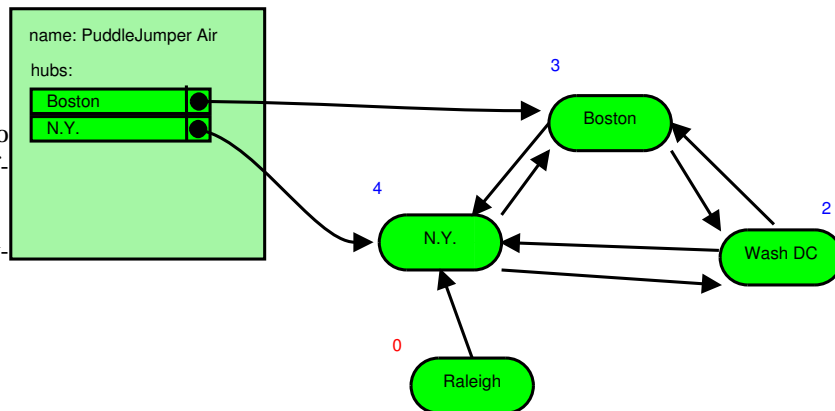 name: PuddleJumper Air
hubs:
Boston
N.Y.
3
Boston
4
N.Y.
2
Wash DC
0
Raleigh